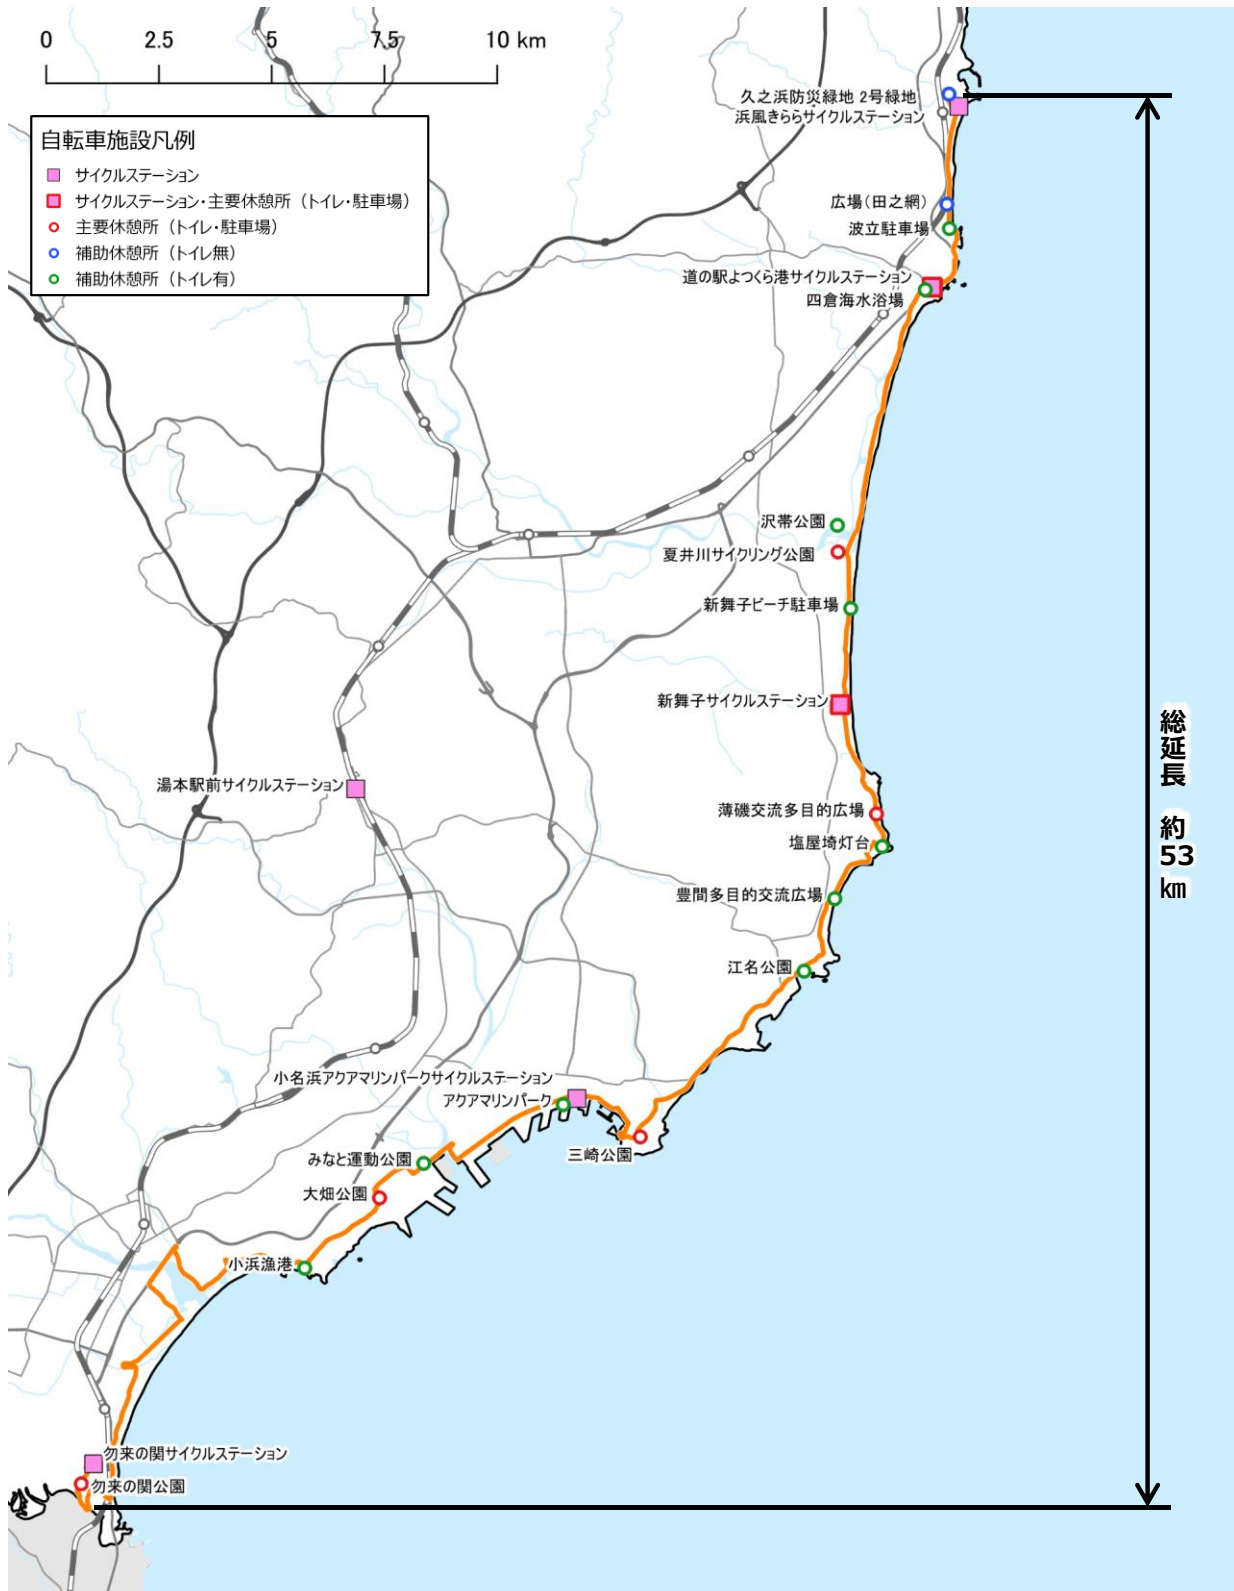 0 2.5 5 7.5 10 km
自転車施設凡例
サイクルステーション
サイクルステーション・主要休憩所（トイレ・駐車場）
主要休憩所（トイレ・駐車場）
補助休憩所（トイレ無）
補助休憩所（トイレ有）
久之浜防災緑地 2号緑地
浜風きららサイクルステーション
広場（田之網）
波立駐車場
道の駅よつくら港サイクルステーション
四倉海水浴場
沢帯公園
夏井川サイクリング公園
新舞子ビーチ駐車場
新舞子サイクルステーション
湯本駅前サイクルステーション
薄磯交流多目的広場
塩屋埼灯台
豊間多目的交流広場
江名公園
小名浜アクアマリンパークサイクルステーション
アクアマリンパーク
三崎公園
みなと運動公園
大畑公園
小浜漁港
勿来の関サイクルステーション
勿来の関公園
総延長 約53㎞